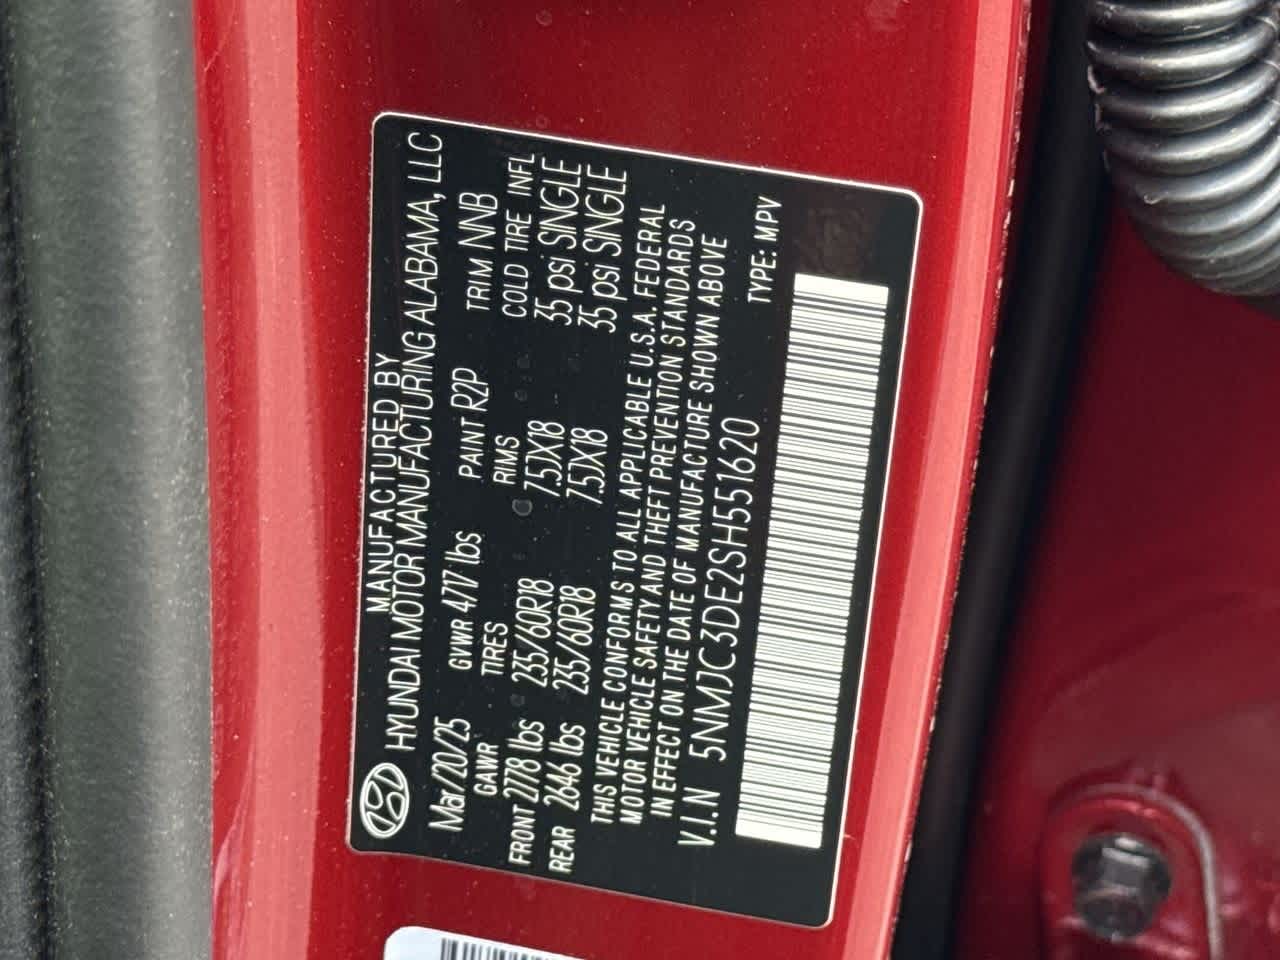 MANUFACTURED BY
HYUNDAI MOTOR MANUFACTURING ALABAMA, LLC
Mar/20/25 GVWR 4717 lbs PAINT R2P TRIM NNB
GAWR TIRES RIMS COLD TIRE INFL
FRONT 2778 lbs 235/60R18 7.5JX18 35 psi SINGLE
REAR 2646 lbs 235/60R18 7.5JX18 35 psi SINGLE
THIS VEHICLE CONFORMS TO ALL APPLICABLE U.S.A. FEDERAL
MOTOR VEHICLE SAFETY AND THEFT PREVENTION STANDARDS
IN EFFECT ON THE DATE OF MANUFACTURE SHOWN ABOVE
V.I.N 5NMJC3DE2SH551620 TYPE: MPV